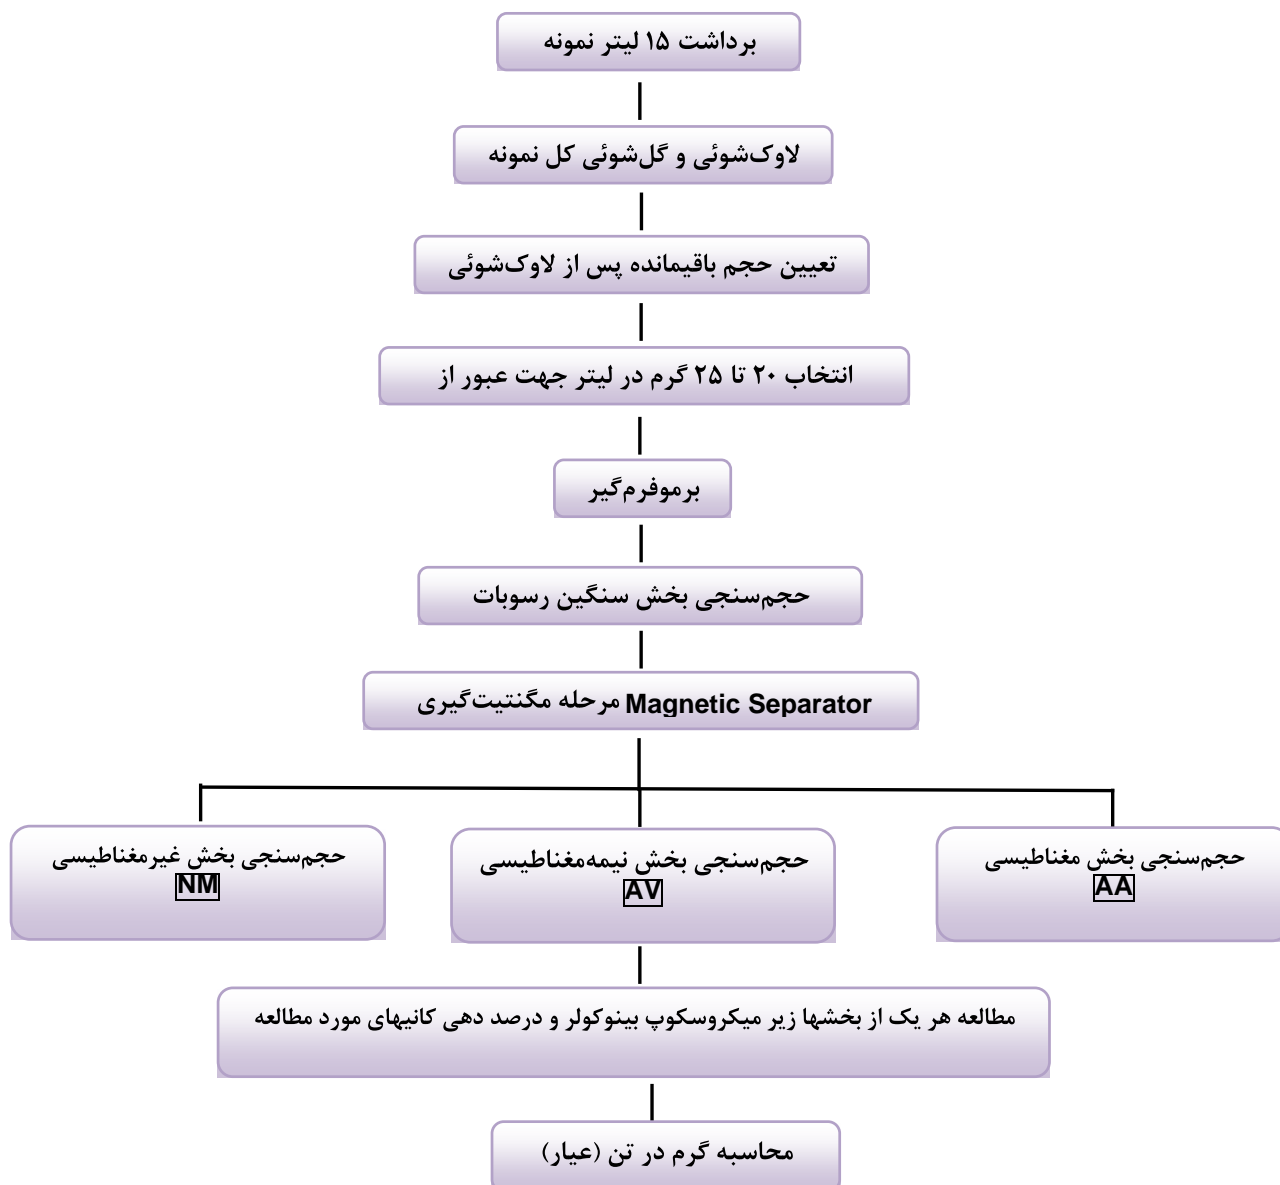 برداشت ۱۵ لیتر نمونه
لاوک‌شوئی و گل‌شوئی کل نمونه
تعیین حجم باقیمانده پس از لاوک‌شوئی
انتخاب ۲۰ تا ۲۵ گرم در لیتر جهت عبور از
برموفرم‌گیر
حجم‌سنجی بخش سنگین رسوبات
مرحله مگنتیت‌گیری Magnetic Separator
حجم‌سنجی بخش مغناطیسی
AA
حجم‌سنجی بخش نیمه‌مغناطیسی
AV
حجم‌سنجی بخش غیرمغناطیسی
NM
مطالعه هر یک از بخشها زیر میکروسکوپ بینوکولر و درصد دهی کانیهای مورد مطالعه
محاسبه گرم در تن (عیار)